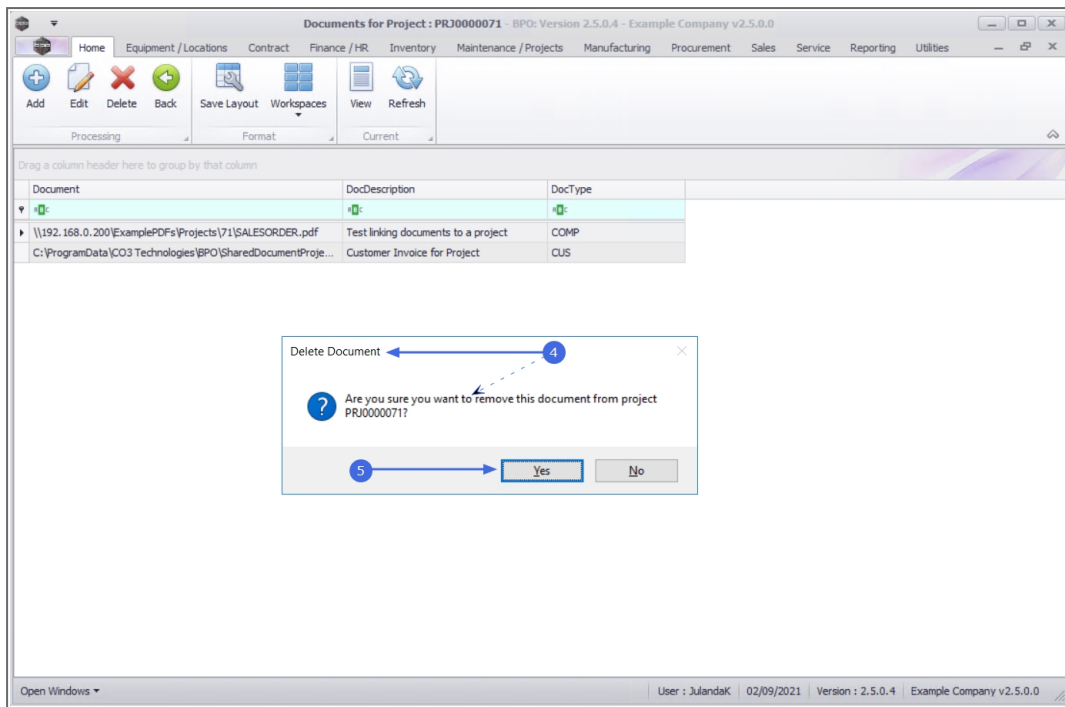 Documents for Project : PRJ0000071 - BPO: Version 2.5.0.4 - Example Company v2.5.0.0
Home Equipment / Locations Contract Finance / HR Inventory Maintenance / Projects Manufacturing Procurement Sales Service Reporting Utilities
Add Edit Delete Back Save Layout Workspaces View Refresh
Processing Format Current
Drag a column header here to group by that column
Document DocDescription DocType
\\192.168.0.200\ExamplePDFs\Projects\71\SALESORDER.pdf Test linking documents to a project COMP
C:\ProgramData\CO3 Technologies\BPO\SharedDocumentProje... Customer Invoice for Project CUS
Delete Document 4
Are you sure you want to remove this document from project
PRJ0000071?
5 Yes No
Open Windows User : JulandaK 02/09/2021 Version : 2.5.0.4 Example Company v2.5.0.0